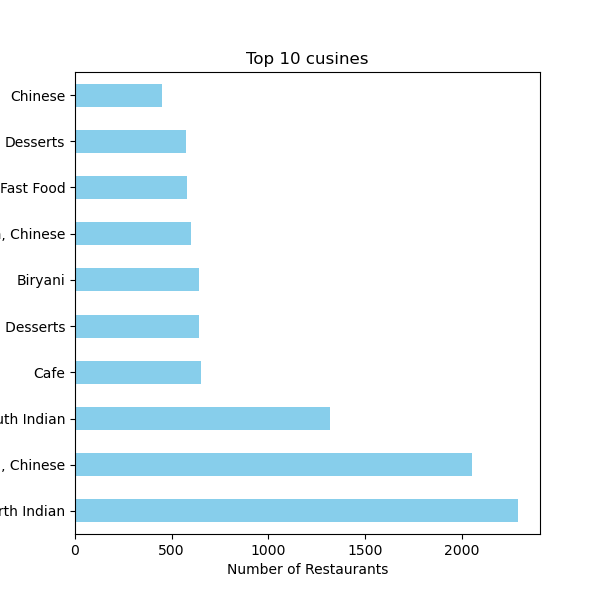 Top 10 cusines
Chinese
Desserts
Fast Food
, Chinese
Biryani
Desserts
Cafe
uth Indian
, Chinese
rth Indian
0 500 1000 1500 2000
Number of Restaurants